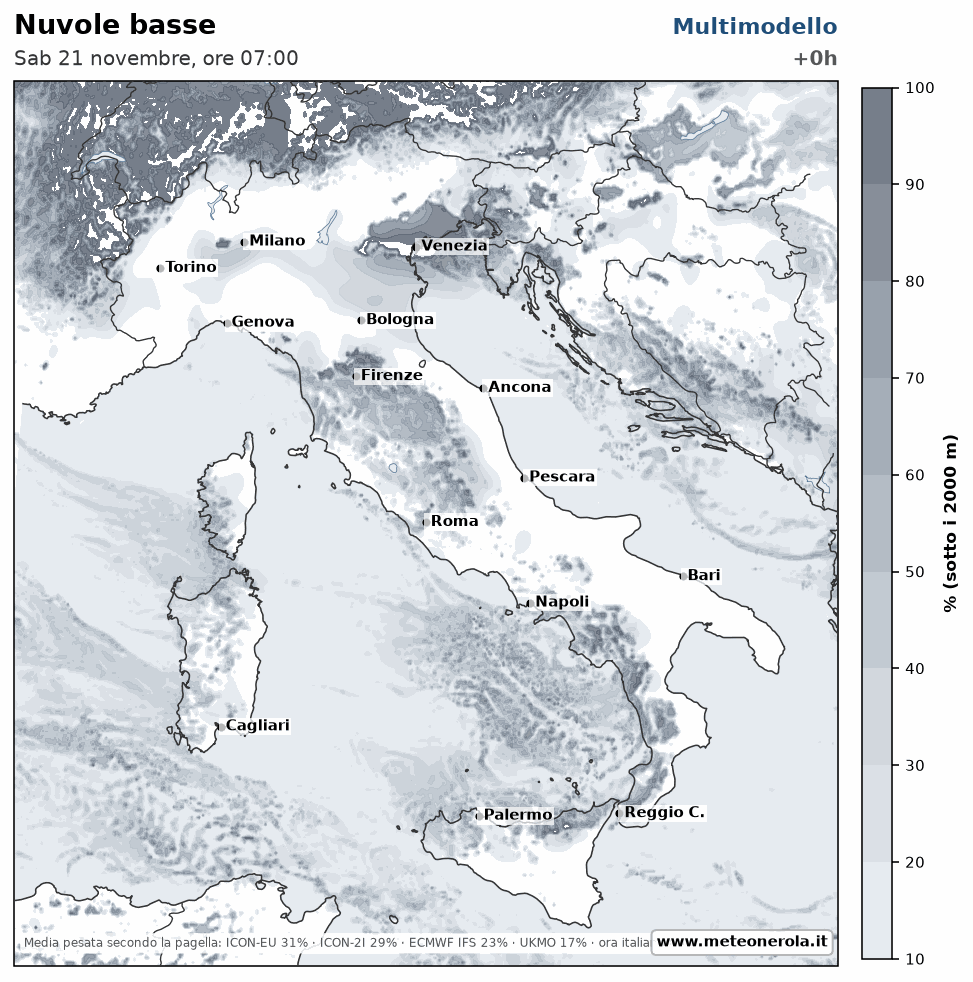 Nuvole basse
Multimodello
Sab 21 novembre, ore 07:00
+0h
100
90
80
70
60
50
40
30
20
10
% (sotto i 2000 m)
Milano
Venezia
Torino
Genova
Bologna
Firenze
Ancona
Pescara
Roma
Bari
Napoli
Cagliari
Palermo
Reggio C.
Media pesata secondo la pagella: ICON-EU 31% · ICON-2I 29% · ECMWF IFS 23% · UKMO 17% · ora italia
www.meteonerola.it